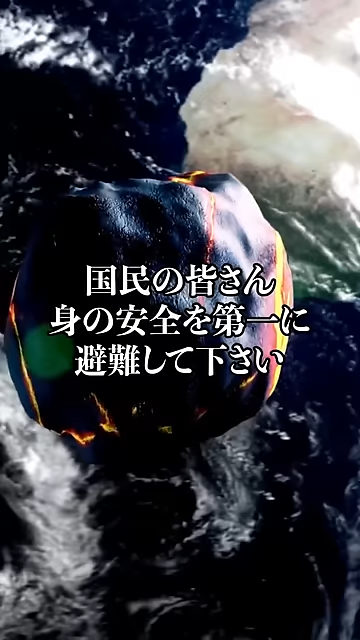 国民の皆さん
身の安全を第一に
避難して下さい